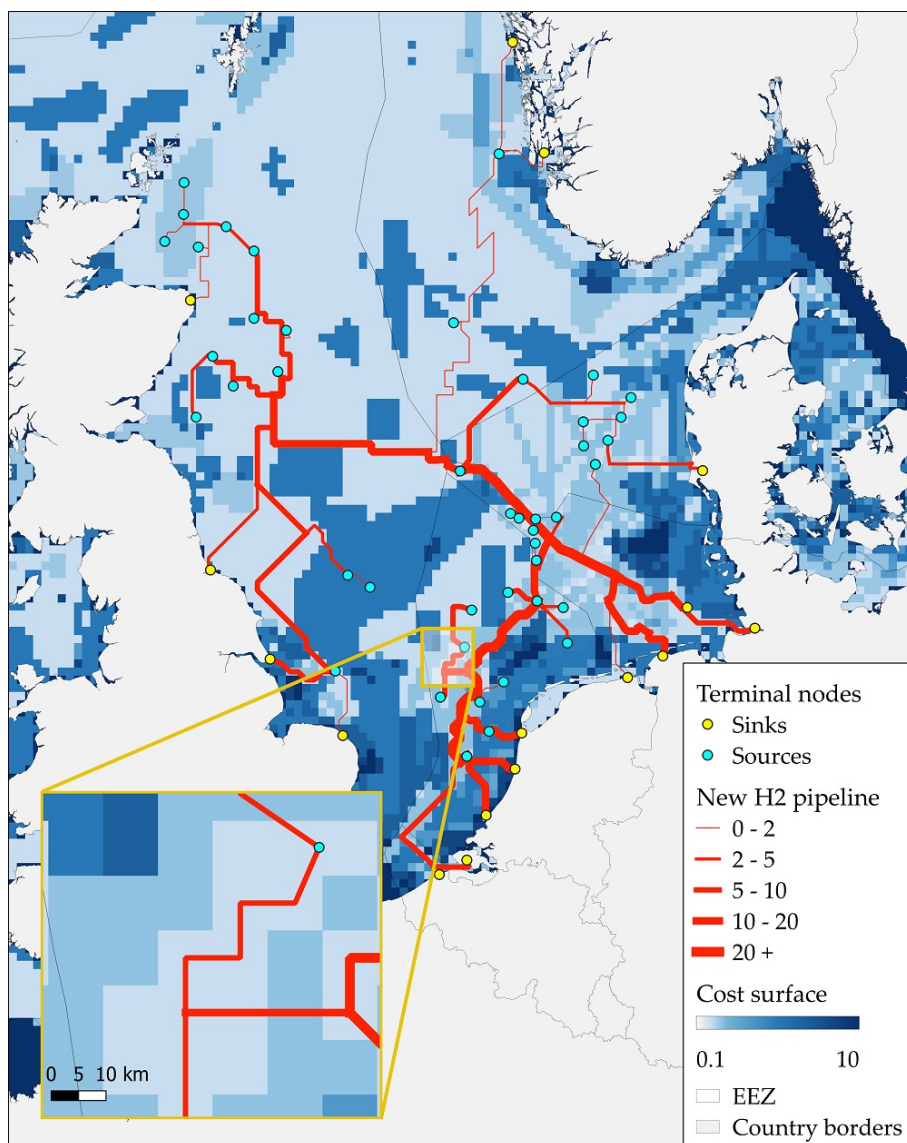 0 5 10 km
Terminal nodes
Sinks
Sources
New H2 pipeline
0 - 2
2 - 5
5 - 10
10 - 20
20 +
Cost surface
0.1 10
EEZ
Country borders